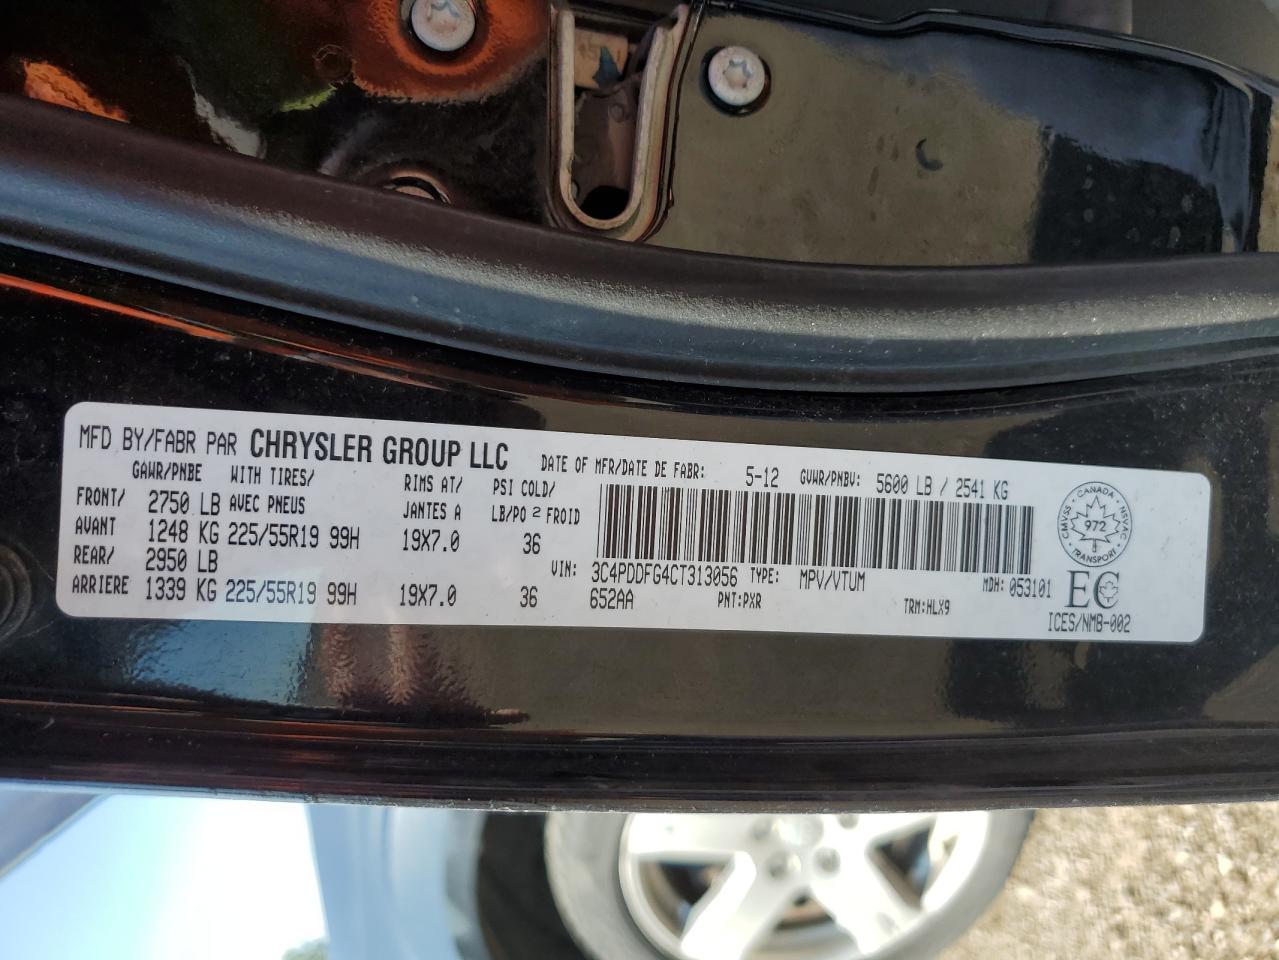 MFD BY/FABR PAR CHRYSLER GROUP LLC DATE OF MFR/DATE DE FABR: 5-12 GVWR/PNBV: 5600 LB / 2541 KG
GAWR/PNBE WITH TIRES/ RIMS AT/ PSI COLD/
FRONT/ 2750 LB AVEC PNEUS JANTES A LB/PO² FROID
AVANT 1248 KG 225/55R19 99H 19X7.0 36
REAR/ 2950 LB
ARRIERE 1339 KG 225/55R19 99H 19X7.0 36
VIN: 3C4PDDFG4CT313056 TYPE: MPV/VTUM MDH: 053101
652AA PNT:PXR TRM:HLX9
CANADA
CMVSS NSVAC
972
TRANSPORT
EC
ICES/NMB-002